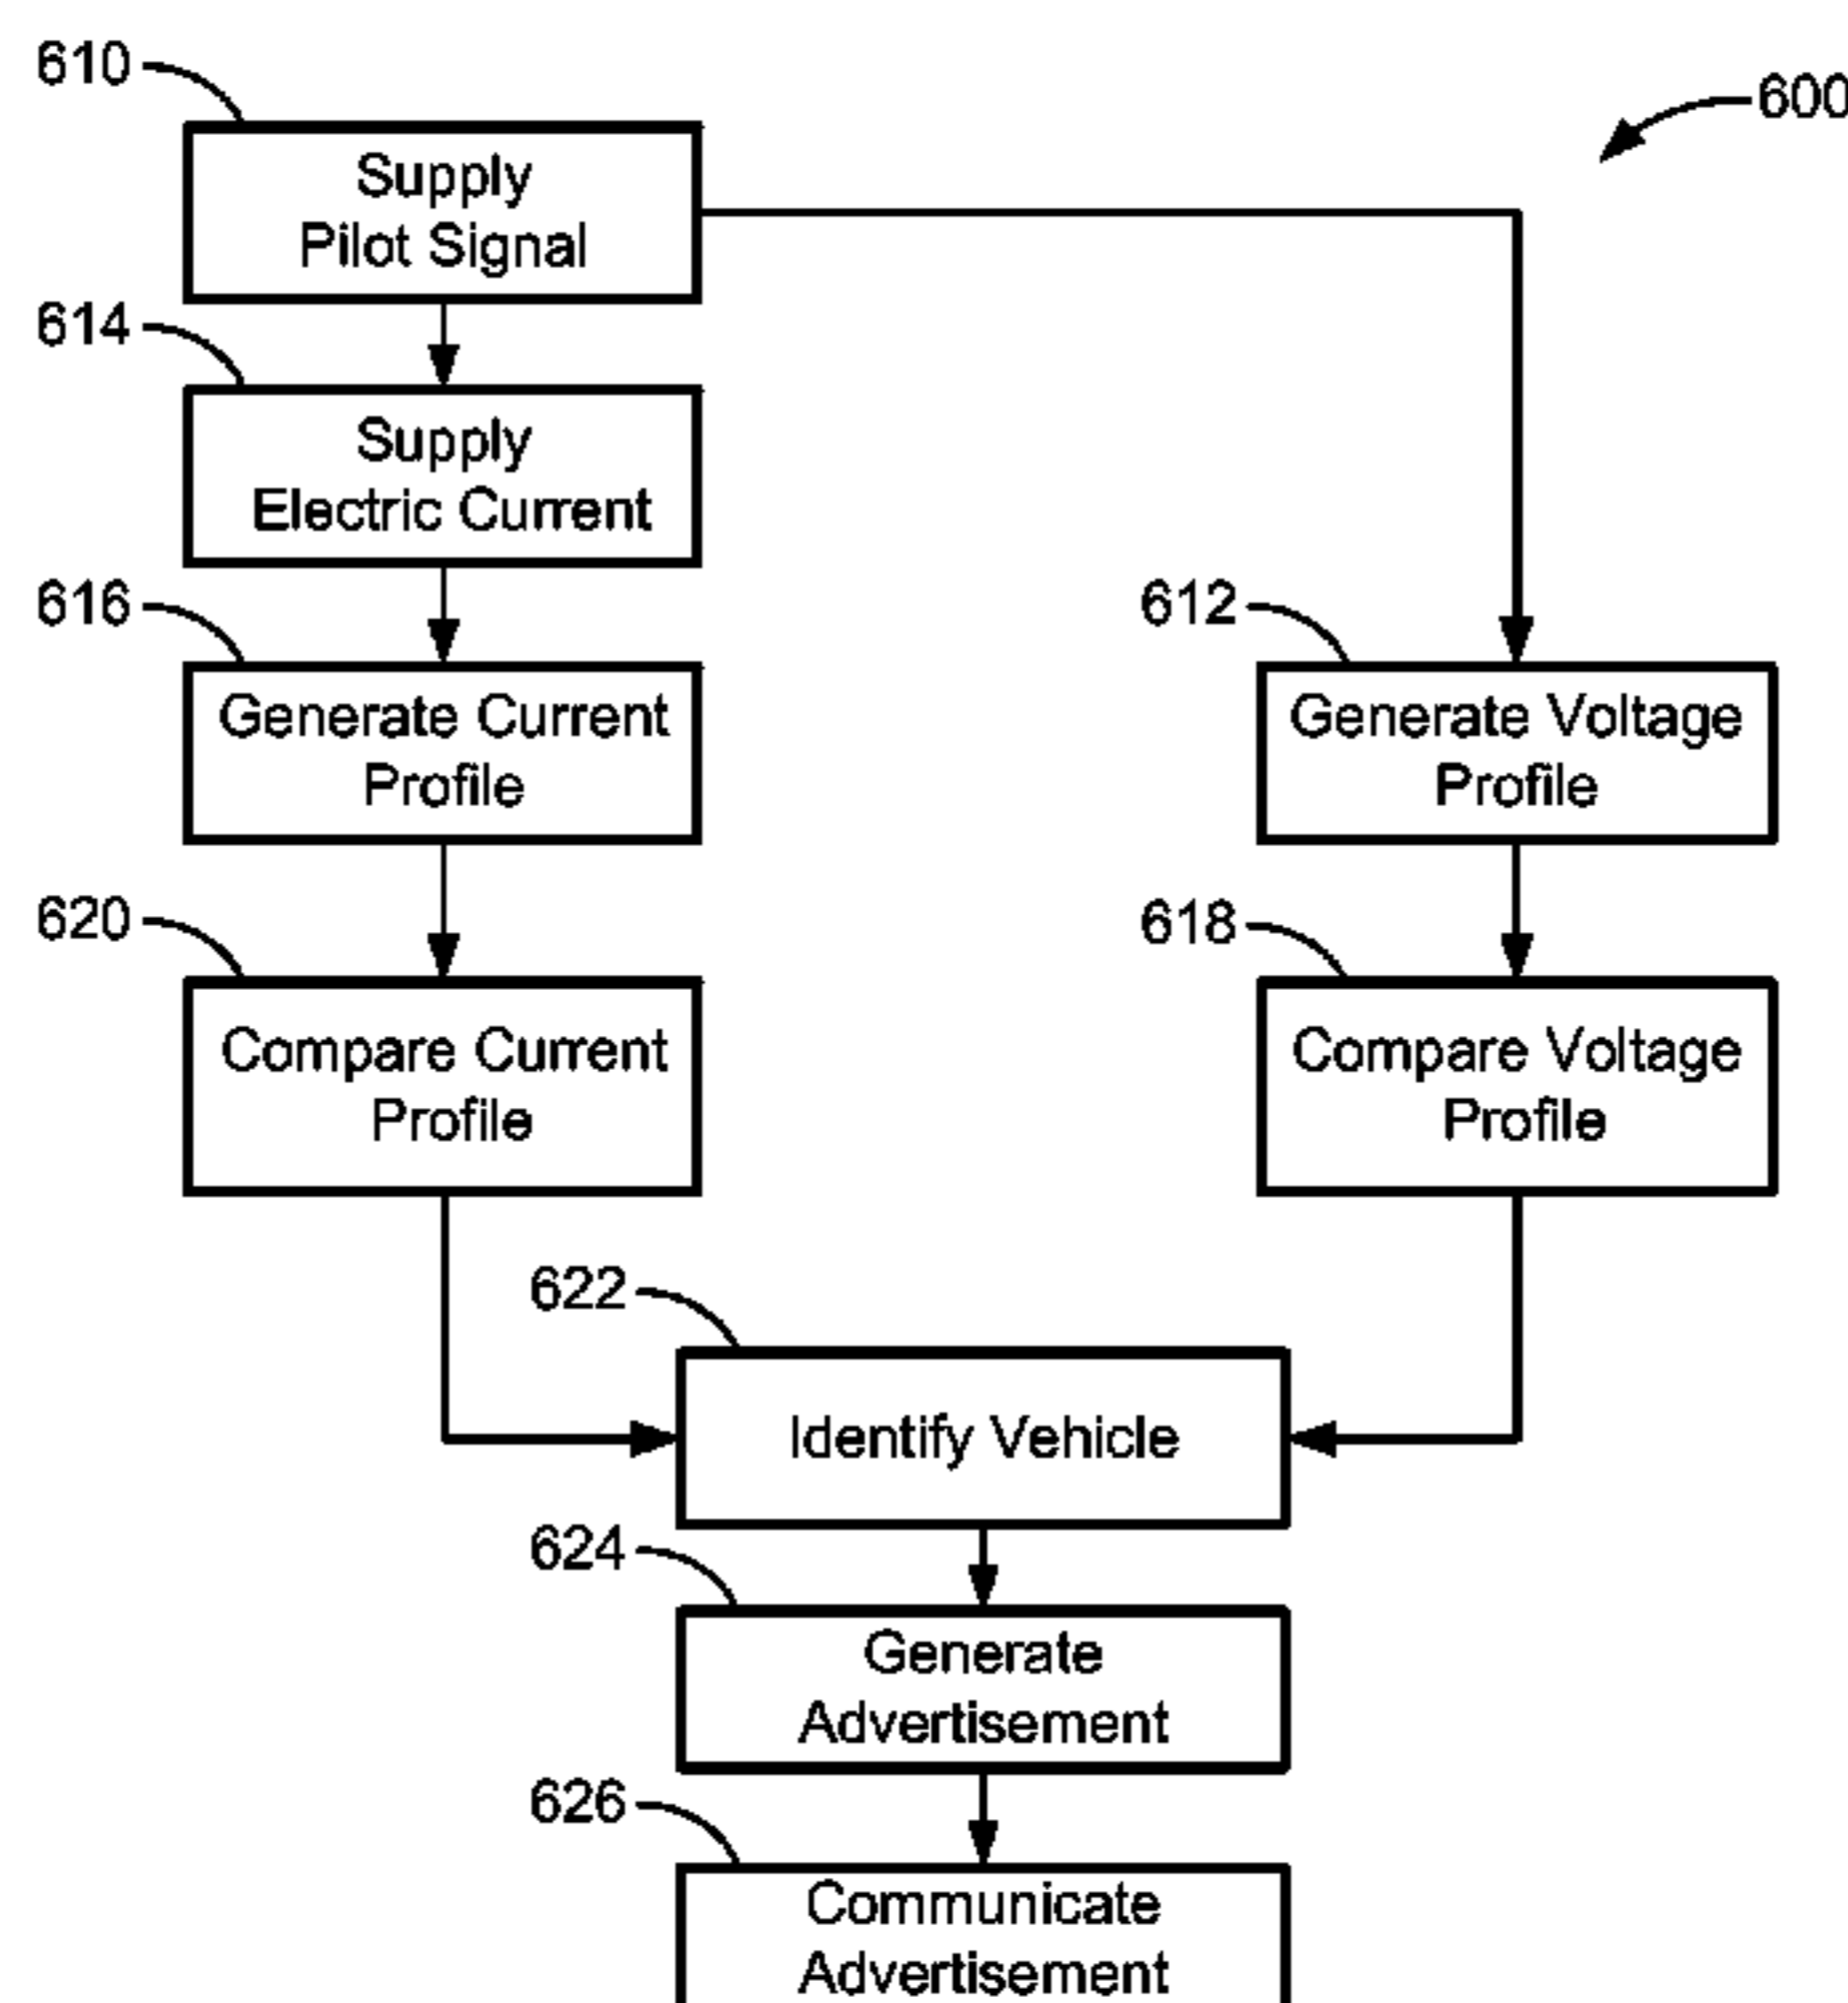 610
600
Supply
Pilot Signal
614
Supply
Electric Current
616
Generate Current
Profile
612
Generate Voltage
Profile
620
Compare Current
Profile
618
Compare Voltage
Profile
622
Identify Vehicle
624
Generate
Advertisement
626
Communicate
Advertisement